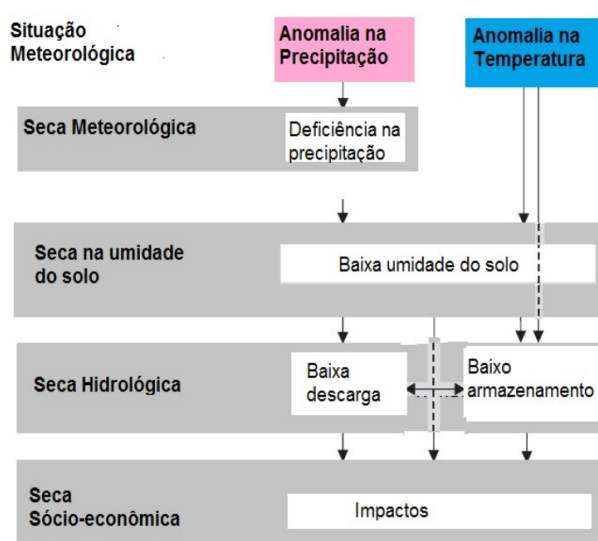 Situação
Meteorológica
Anomalia na
Precipitação
Anomalia na
Temperatura
Seca Meteorológica
Deficiência na
precipitação
Seca na umidade
do solo
Baixa umidade do solo
Seca Hidrológica
Baixa
descarga
Baixo
armazenamento
Seca
Sócio-econômica
Impactos